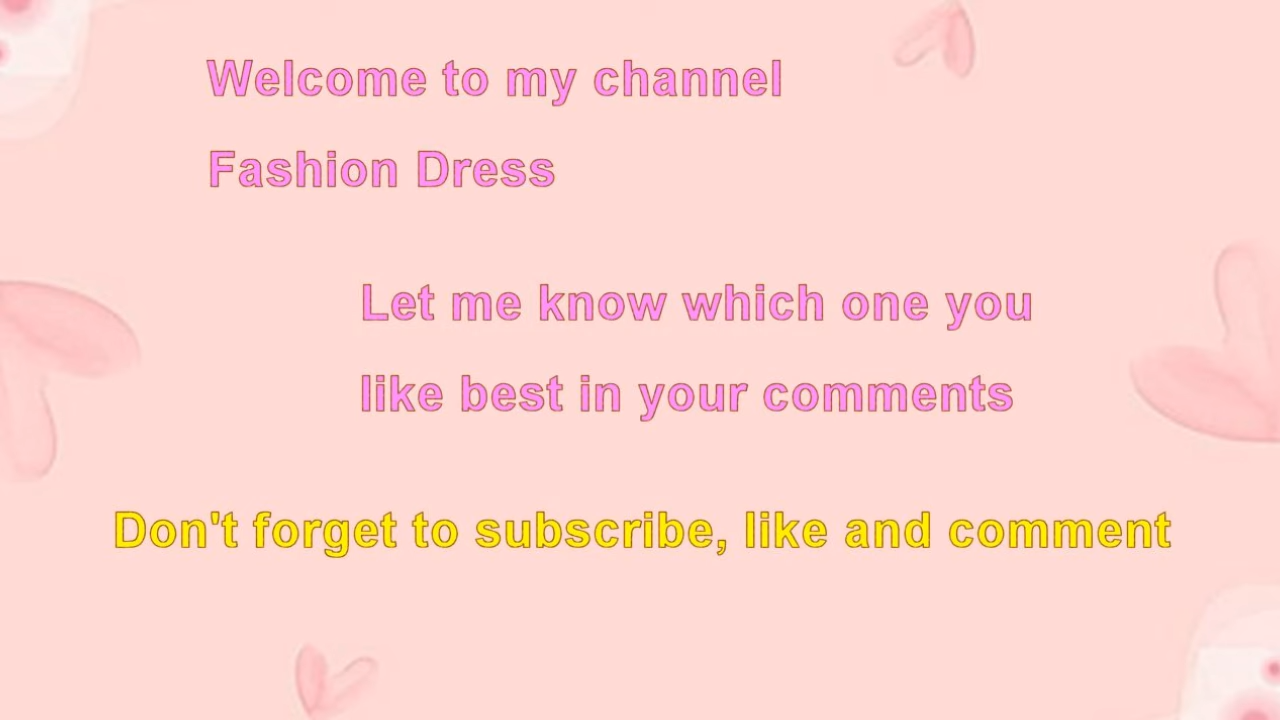 Welcome to my channel
Fashion Dress
Let me know which one you
like best in your comments
Don't forget to subscribe, like and comment